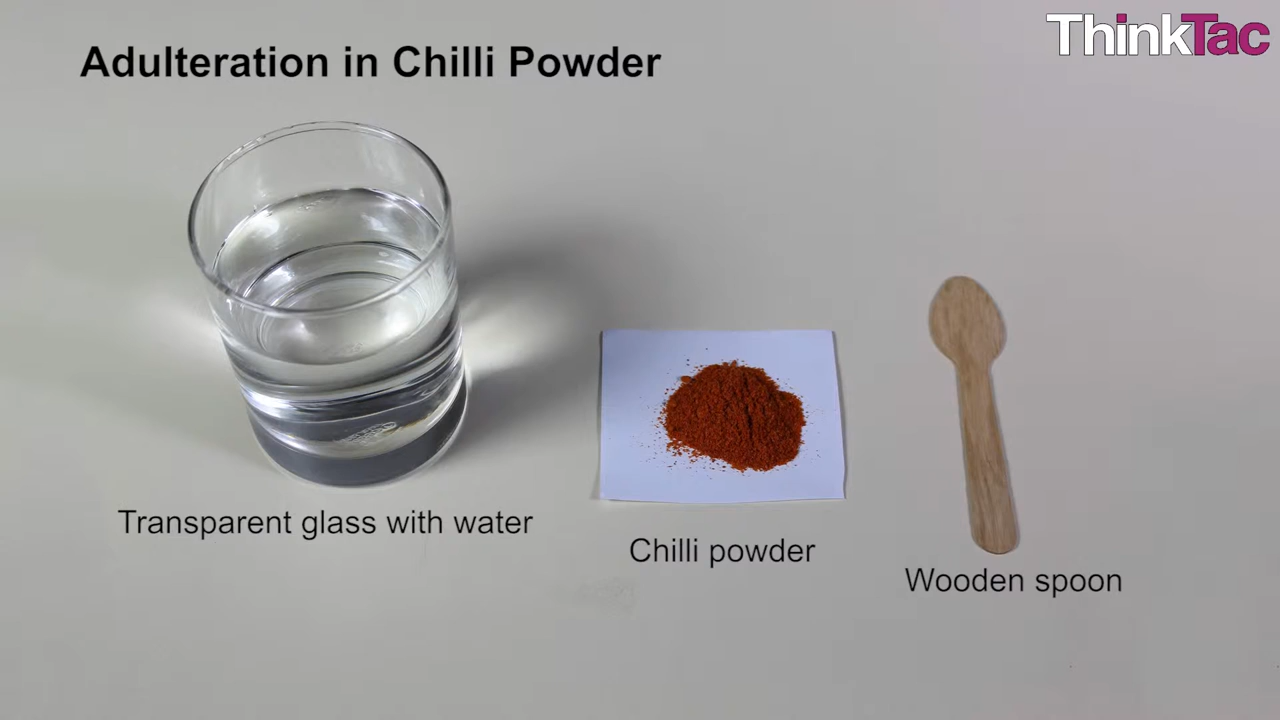 ThinkTac
Adulteration in Chilli Powder
Transparent glass with water
Chilli powder
Wooden spoon